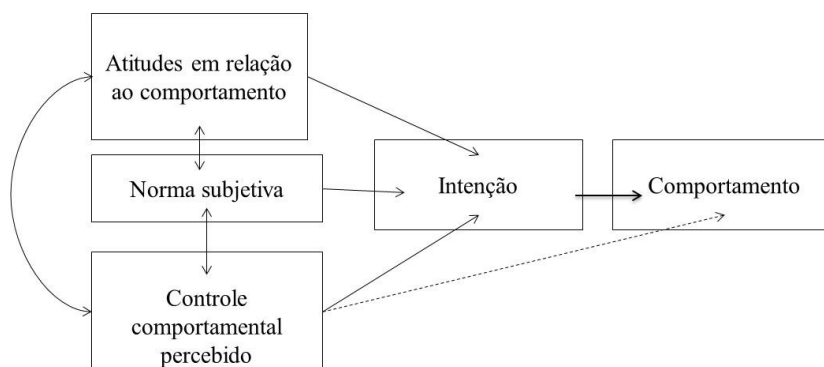 Atitudes em relação
ao comportamento
Norma subjetiva
Intenção
Comportamento
Controle
comportamental
percebido